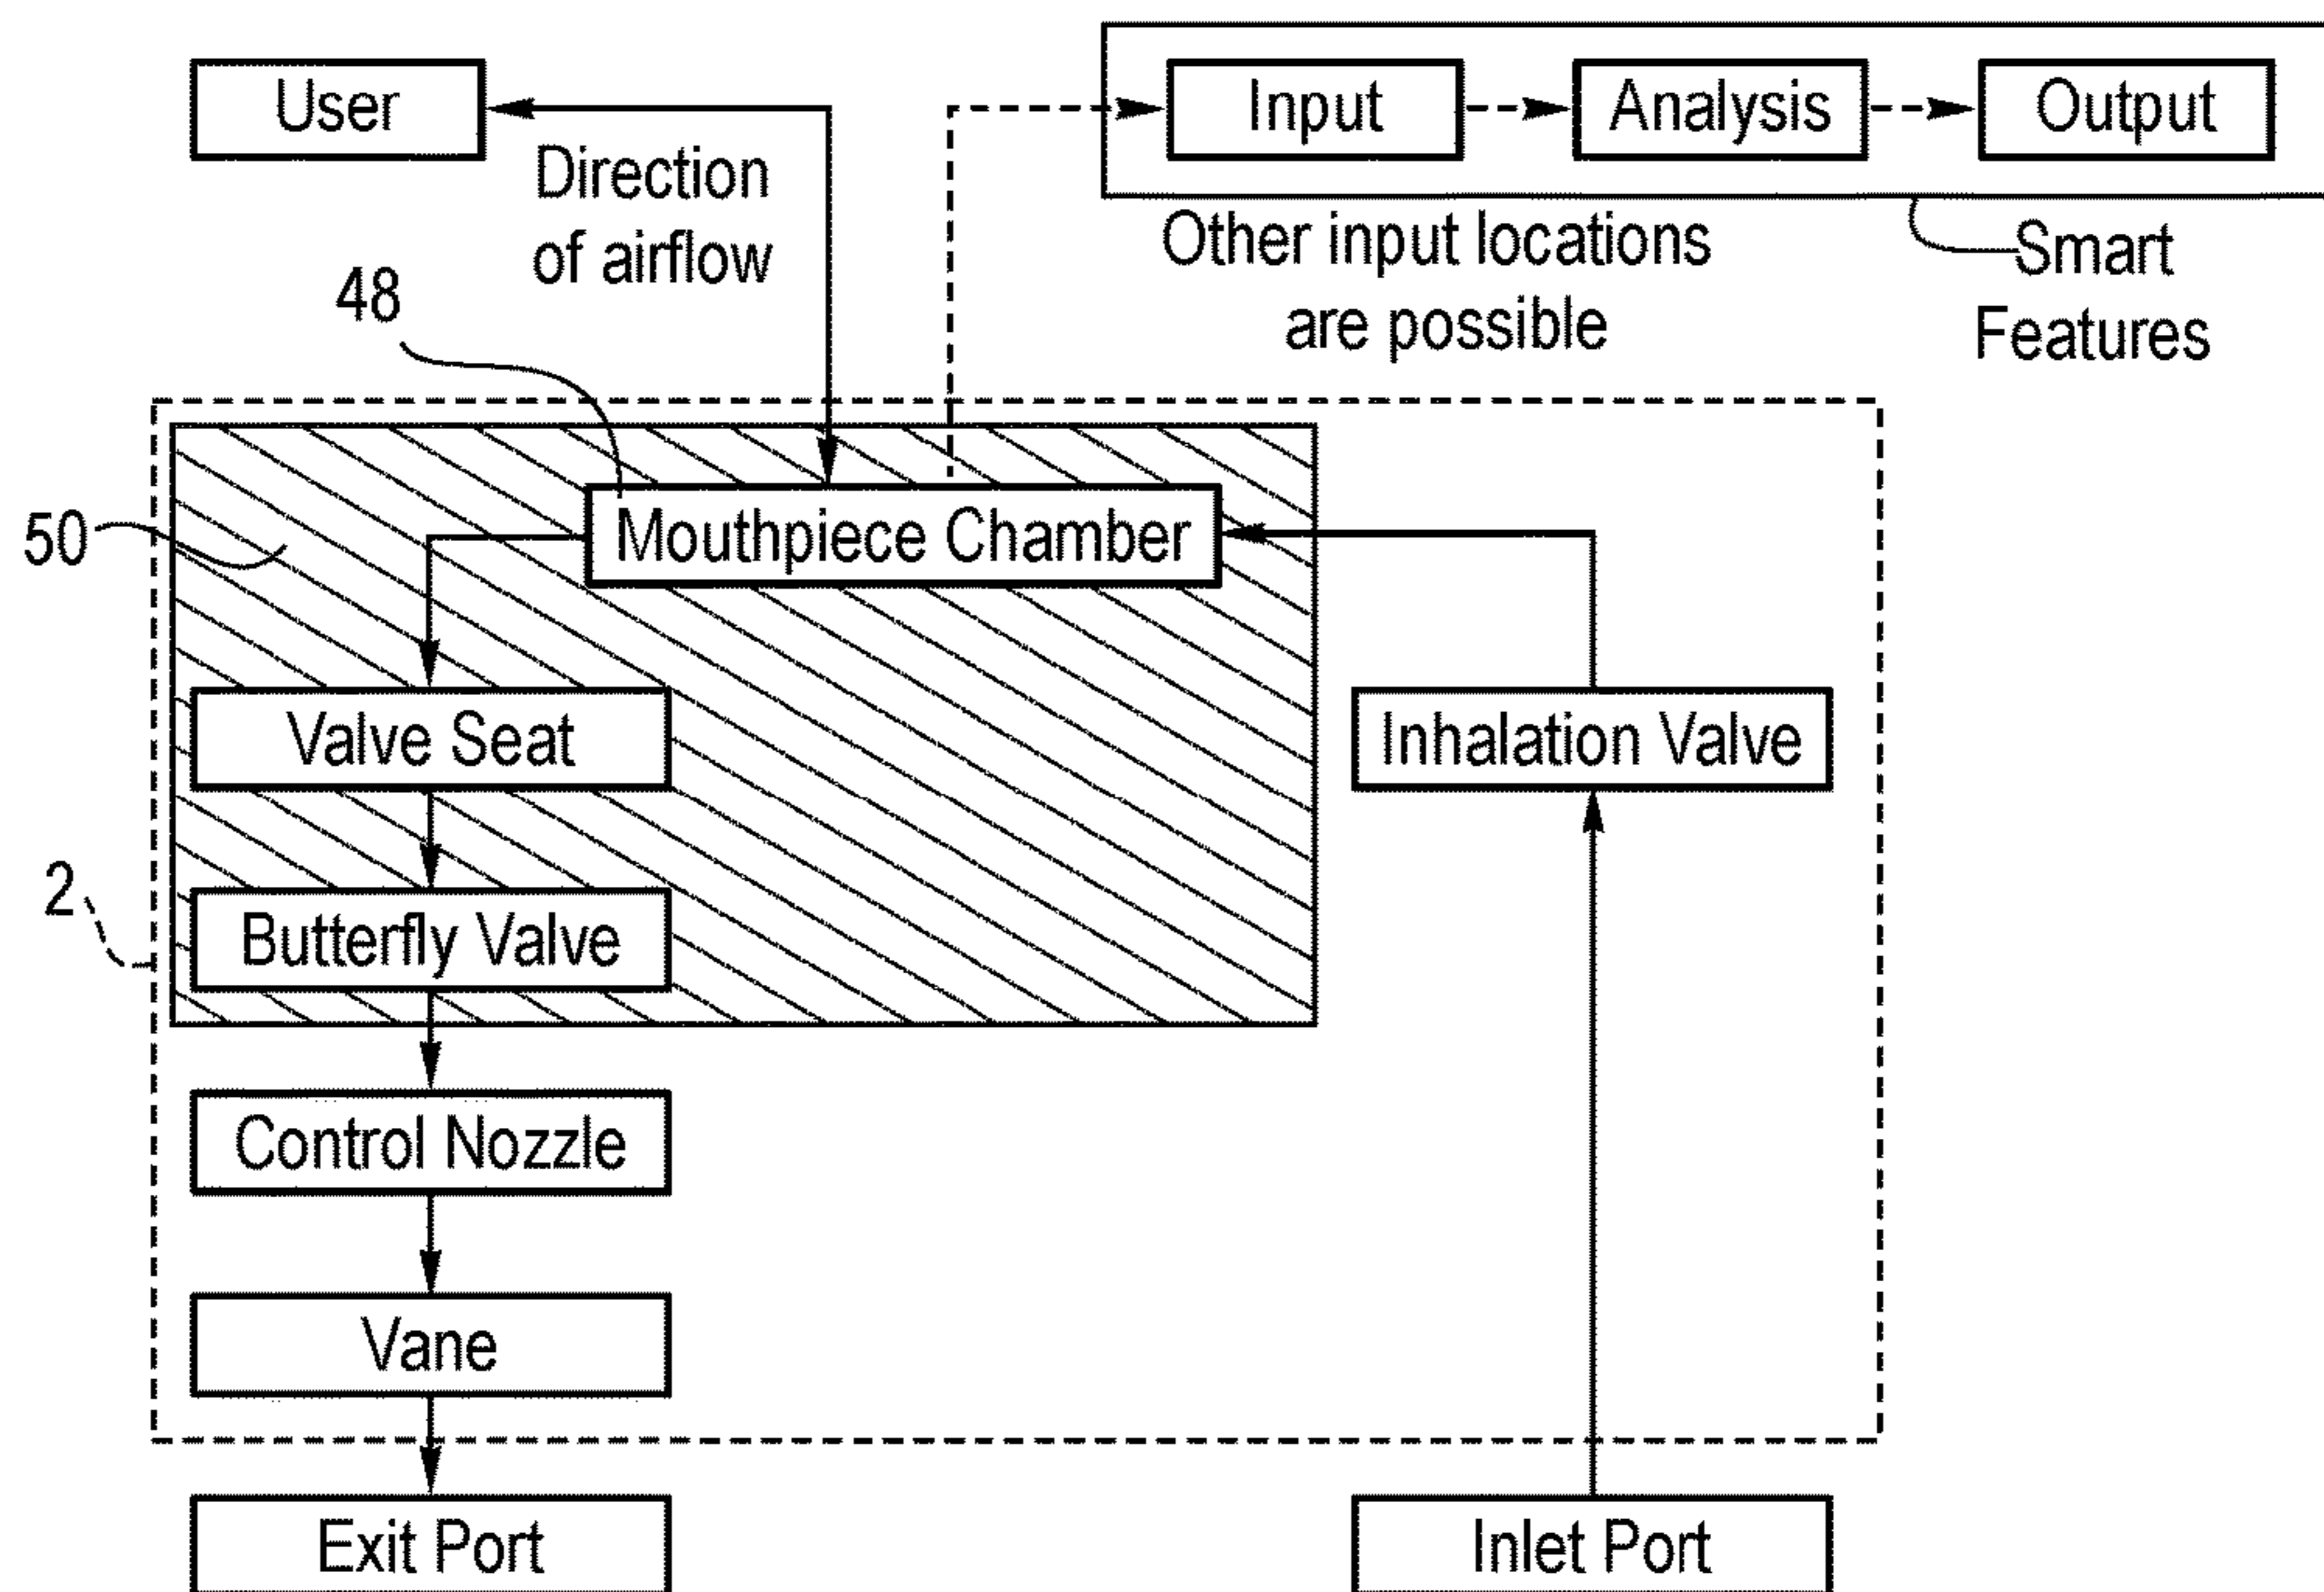 User
Input
Analysis
Output
Direction
of airflow
Other input locations
are possible
Smart
Features
48
50
Mouthpiece Chamber
Valve Seat
Inhalation Valve
2
Butterfly Valve
Control Nozzle
Vane
Exit Port
Inlet Port